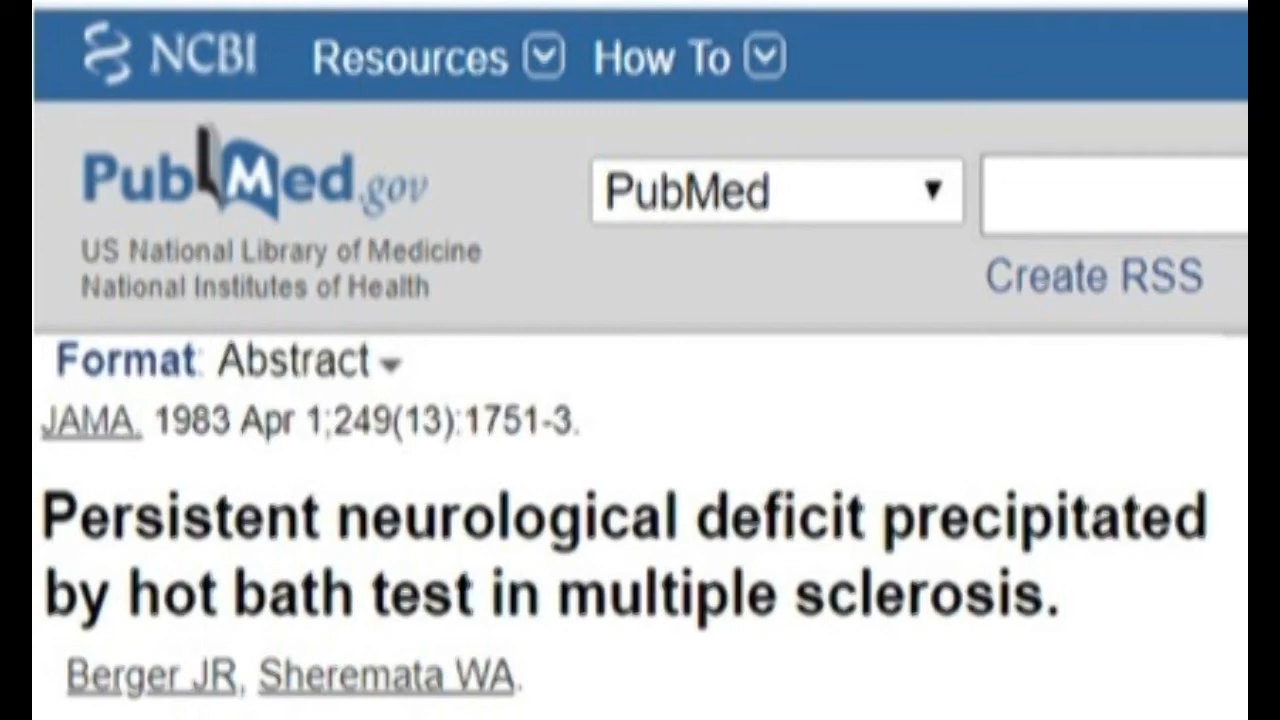 NCBI Resources How To
PubMed.gov
PubMed
US National Library of Medicine
National Institutes of Health
Create RSS
Format: Abstract
JAMA. 1983 Apr 1;249(13):1751-3.
Persistent neurological deficit precipitated
by hot bath test in multiple sclerosis.
Berger JR, Sheremata WA.